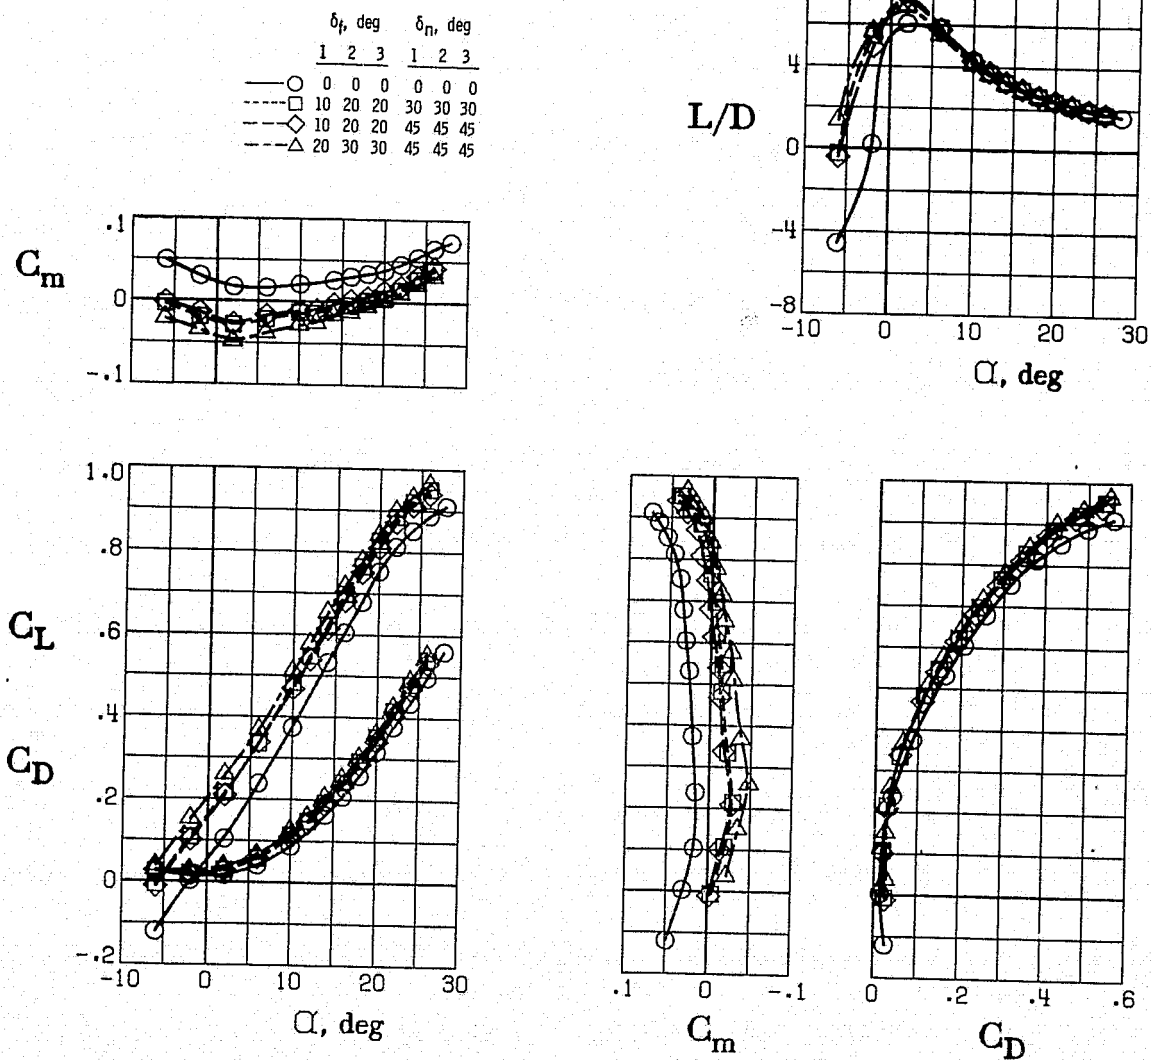 δf, deg δn, deg
1 2 3 1 2 3
0 0 0 0 0 0
10 20 20 30 30 30
10 20 20 45 45 45
20 30 30 45 45 45
4
0
-4
-8
L/D
-10 0 10 20 30
α, deg
.1
0
-.1
Cm
1.0
.8
.6
.4
.2
0
-.2
CL
CD
-10 0 10 20 30
α, deg
.1 0 -.1
Cm
0 .2 .4 .6
CD